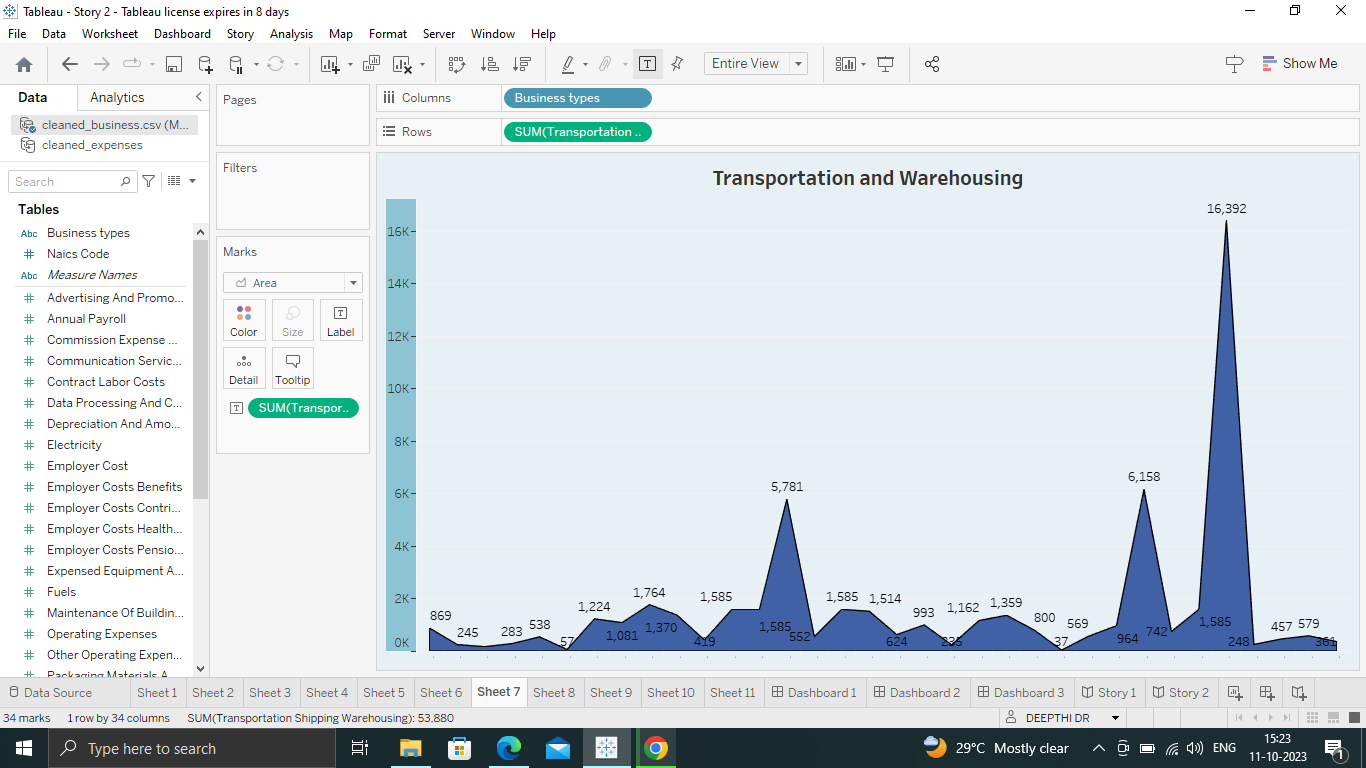 Tableau - Story 2 - Tableau license expires in 8 days
File Data Worksheet Dashboard Story Analysis Map Format Server Window Help
Entire View
Show Me
Data Analytics
cleaned_business.csv (M...
cleaned_expenses
Search
Tables
Abc Business types
# Naics Code
Abc Measure Names
# Advertising And Promo...
# Annual Payroll
# Commission Expense ...
# Communication Servic...
# Contract Labor Costs
# Data Processing And C...
# Depreciation And Amo...
# Electricity
# Employer Cost
# Employer Costs Benefits
# Employer Costs Contri...
# Employer Costs Health...
# Employer Costs Pensio...
# Expensed Equipment A...
# Fuels
# Maintenance Of Buildin...
# Operating Expenses
# Other Operating Expen...
# Packaging Materials A...
Pages
Filters
Marks
Area
Color Size Label
Detail Tooltip
SUM(Transpor..
Columns Business types
Rows SUM(Transportation ..
Transportation and Warehousing
16K
14K
12K
10K
8K
6K
4K
2K
0K
869 245 283 538 57 1,224 1,081 1,764 1,370 419 1,585 1,585 5,781 552 1,585 1,514 624 993 235 1,162 1,359 800 37 569 964 6,158 742 1,585 16,392 248 457 579 361
Data Source Sheet 1 Sheet 2 Sheet 3 Sheet 4 Sheet 5 Sheet 6 Sheet 7 Sheet 8 Sheet 9 Sheet 10 Sheet 11 Dashboard 1 Dashboard 2 Dashboard 3 Story 1 Story 2
34 marks 1 row by 34 columns SUM(Transportation Shipping Warehousing): 53,880 DEEPTHI DR
Type here to search
29°C Mostly clear
ENG
15:23
11-10-2023
1